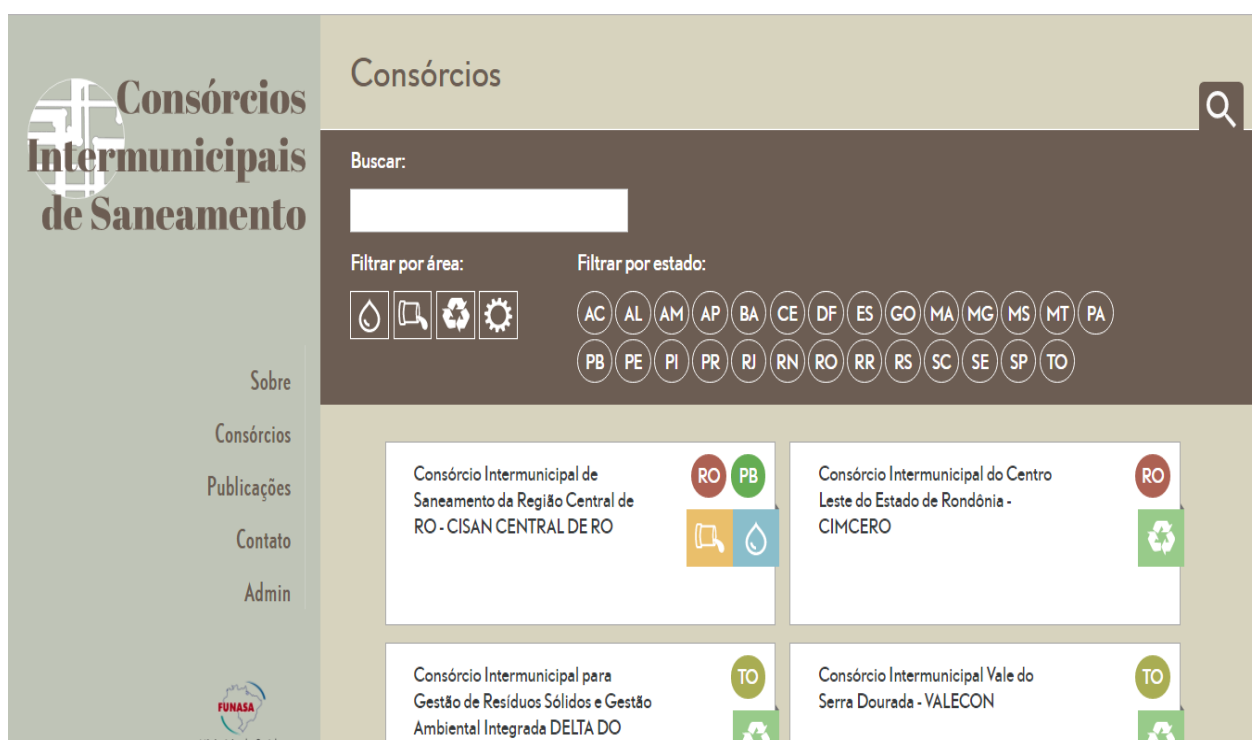 Consórcios
Intermunicipais
de Saneamento
Sobre
Consórcios
Publicações
Contato
Admin
FUNASA
Consórcios
Buscar:
Filtrar por área:
Filtrar por estado:
AC AL AM AP BA CE DF ES GO MA MG MS MT PA
PB PE PI PR RJ RN RO RR RS SC SE SP TO
Consórcio Intermunicipal de
Saneamento da Região Central de
RO - CISAN CENTRAL DE RO
RO PB
Consórcio Intermunicipal do Centro
Leste do Estado de Rondônia -
CIMCERO
RO
Consórcio Intermunicipal para
Gestão de Resíduos Sólidos e Gestão
Ambiental Integrada DELTA DO
TO
Consórcio Intermunicipal Vale do
Serra Dourada - VALECON
TO